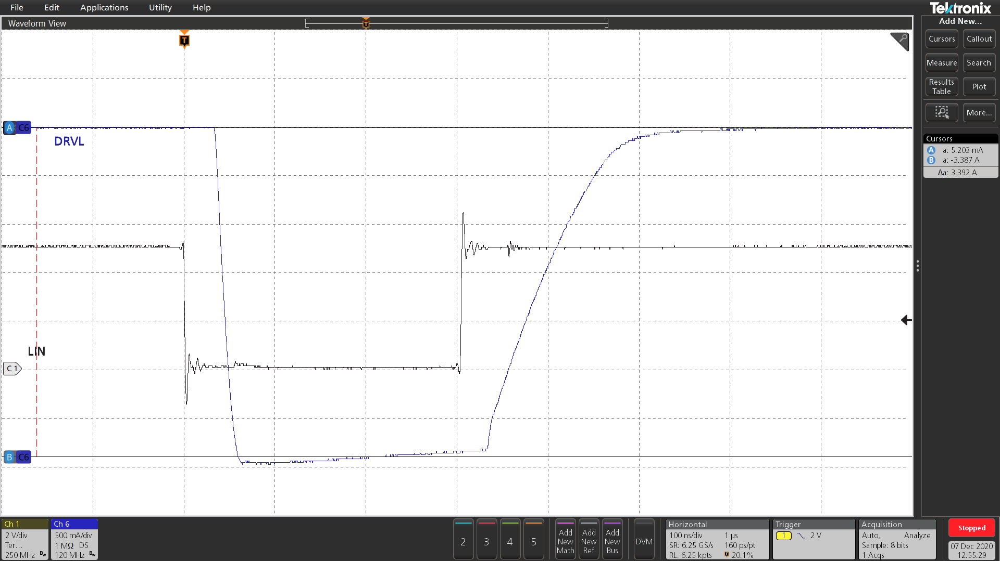 File Edit Applications Utility Help
Tektronix
Waveform View
Add New...
T
T
Cursors Callout
Measure Search
Results Table Plot
More...
A C6
DRVL
Cursors
A a: 5.203 mA
B a: -3.387 A
Δa: 3.392 A
LIN
C 1
B C6
Ch 1
2 V/div
Ter...
250 MHz Bw
Ch 6
500 mA/div
1 MΩ DS
120 MHz Bw
2 3 4 5
Add New Math
Add New Ref
Add New Bus
DVM
Horizontal
100 ns/div 1 µs
SR: 6.25 GS/s 160 ps/pt
RL: 6.25 kpts T 20.1%
Trigger
1 2 V
Acquisition
Auto, Analyze
Sample: 8 bits
1 Acqs
Stopped
07 Dec 2020
12:55:29